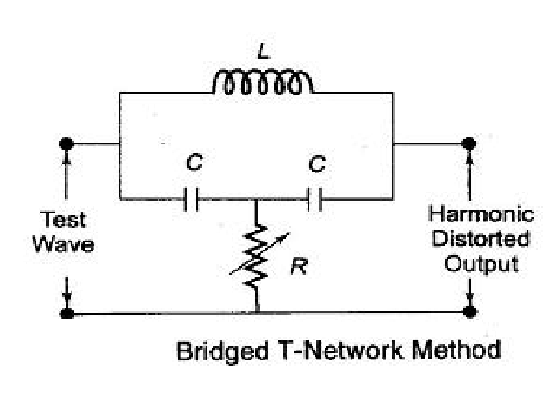 L
C
C
Test
Wave
R
Harmonic
Distorted
Output
Bridged T-Network Method